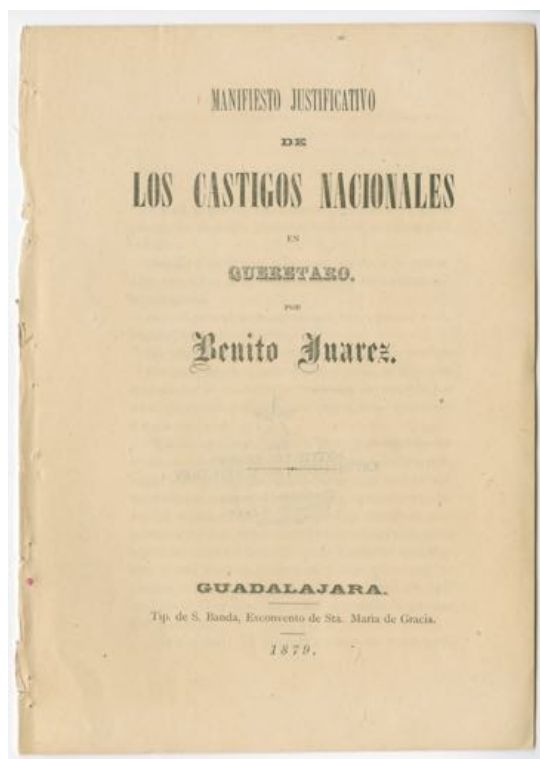 MANIFIESTO JUSTIFICATIVO
DE
LOS CASTIGOS NACIONALES
EN
QUERETARO.
POR
Benito Juarez.
GUADALAJARA.
Tip. de S. Banda, Exconvento de Sta. Maria de Gracia.
1879.